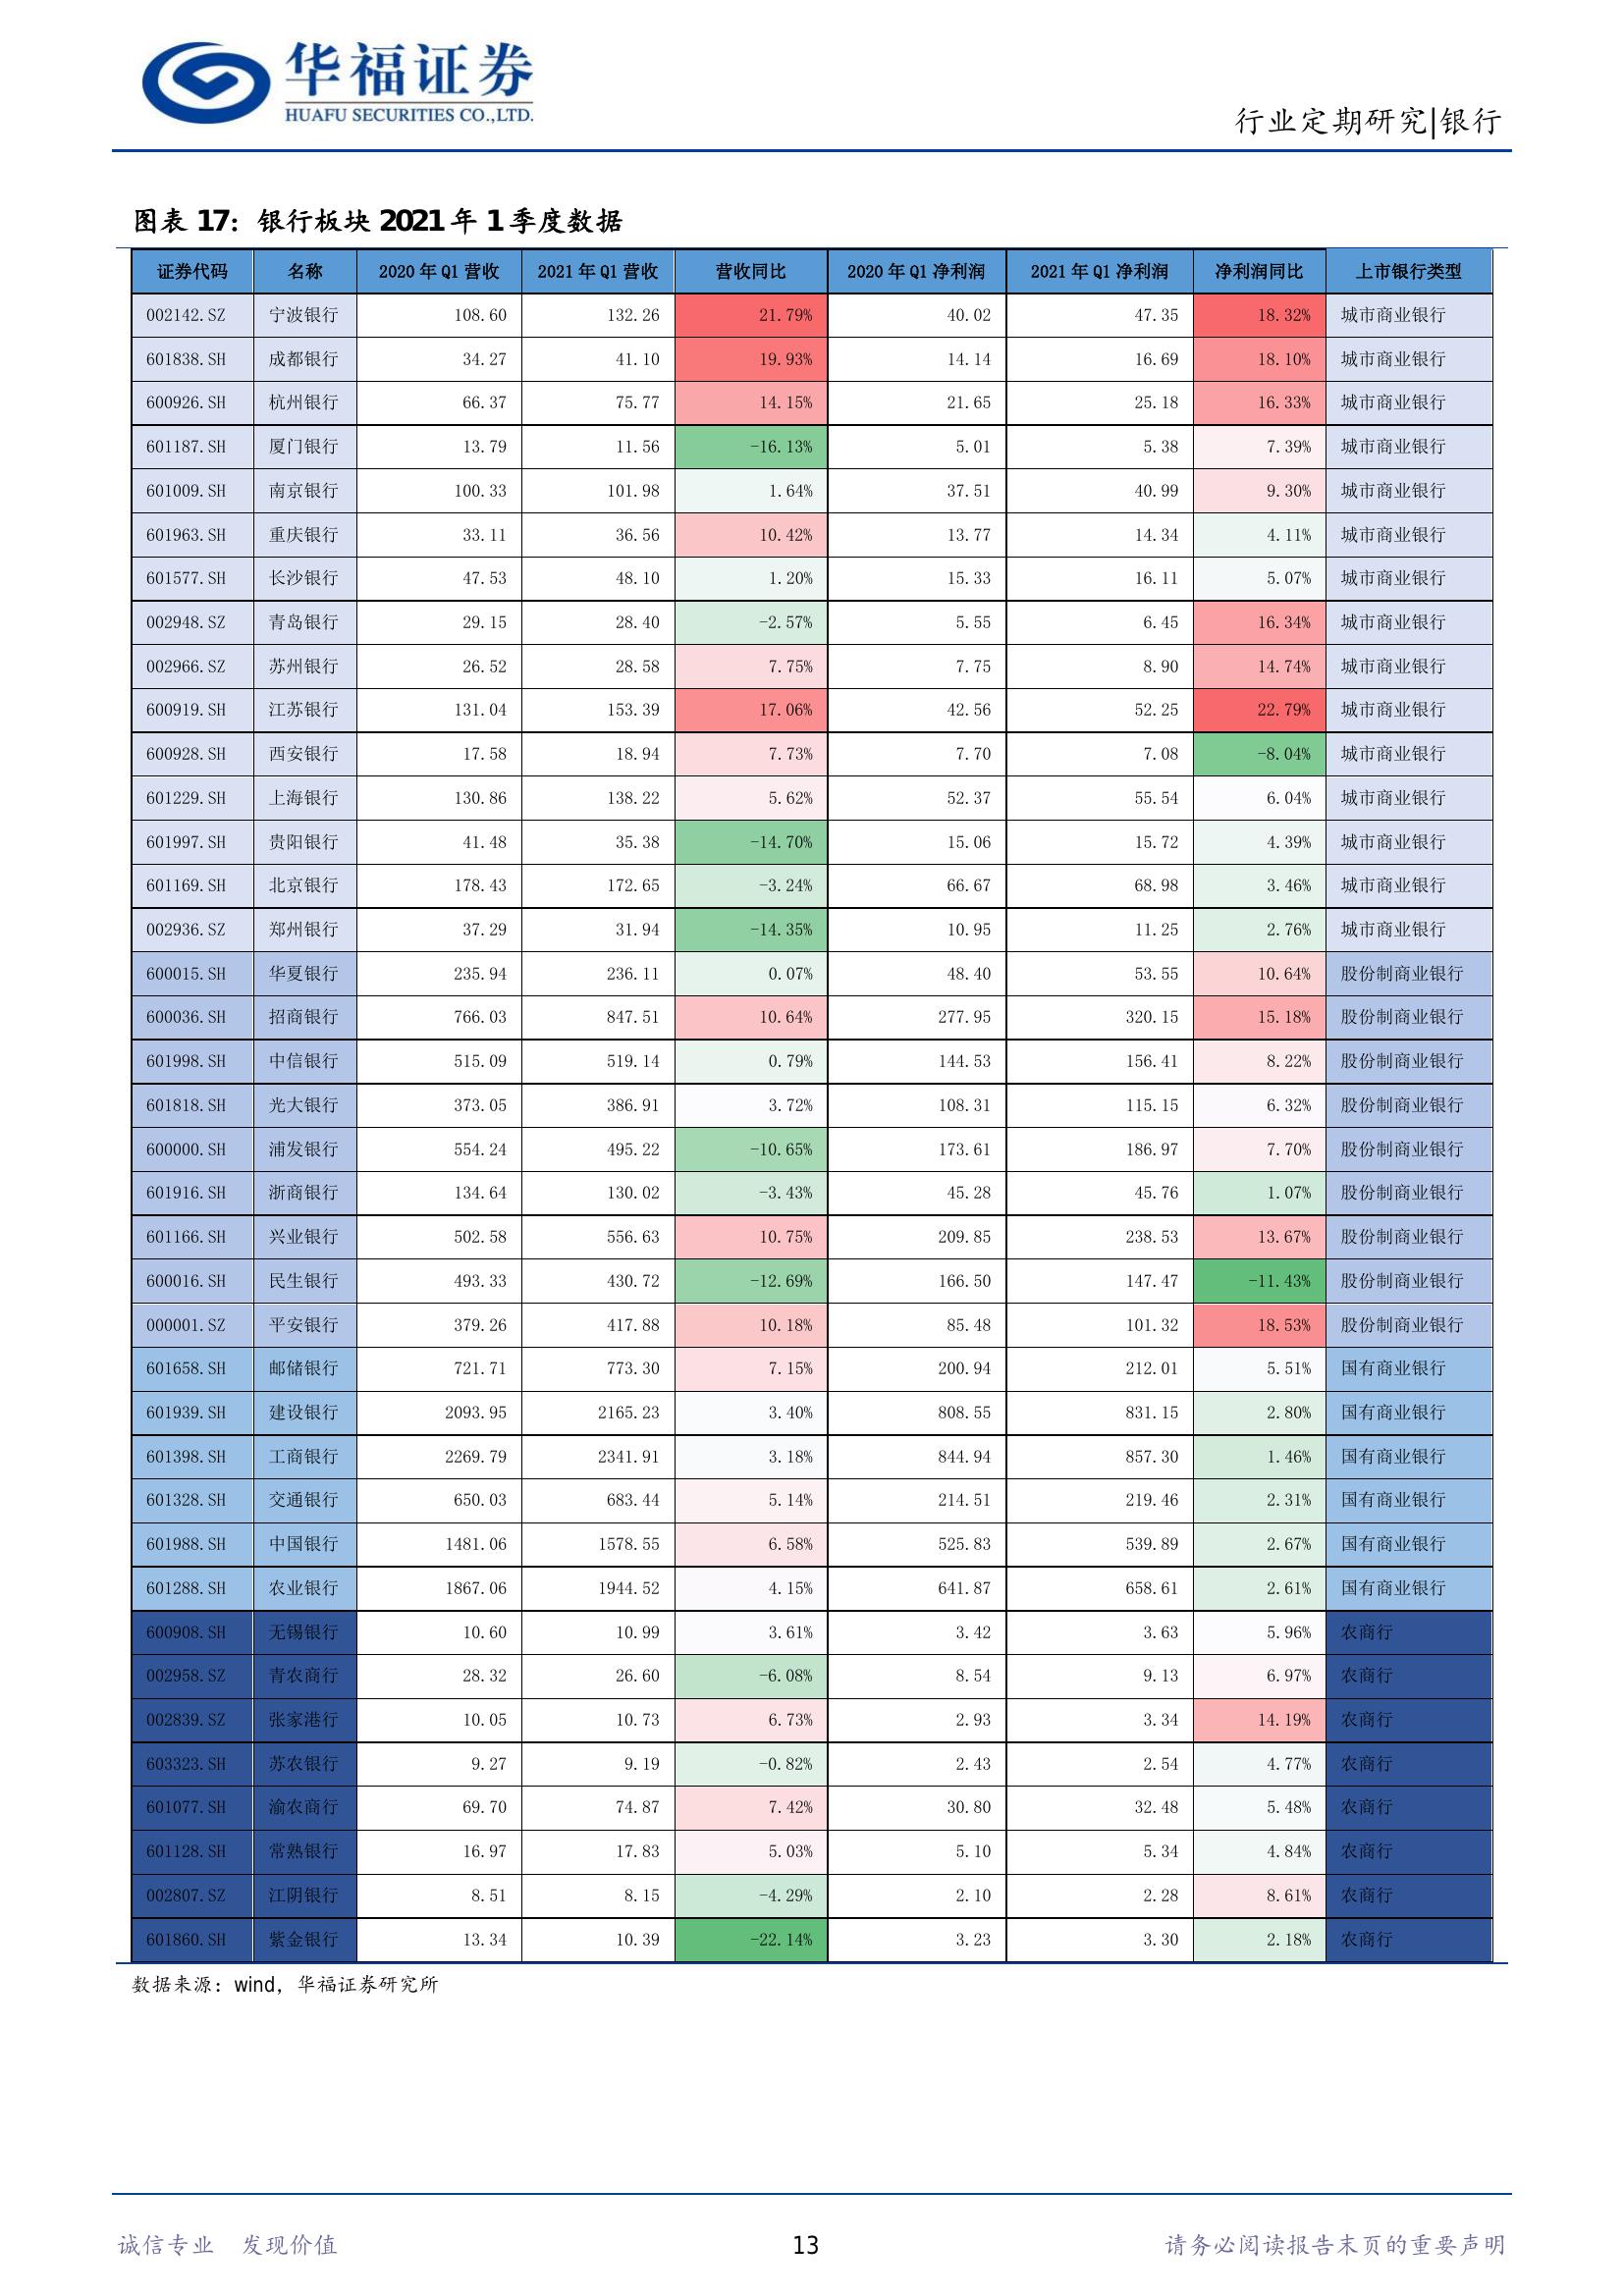 华福证券
HUAFU SECURITIES CO.,LTD.
行业定期研究|银行
图表 17：银行板块 2021 年 1 季度数据
证券代码 名称 2020 年 Q1 营收 2021 年 Q1 营收 营收同比 2020 年 Q1 净利润 2021 年 Q1 净利润 净利润同比 上市银行类型
002142.SZ 宁波银行 108.60 132.26 21.79% 40.02 47.35 18.32% 城市商业银行
601838.SH 成都银行 34.27 41.10 19.93% 14.14 16.69 18.10% 城市商业银行
600926.SH 杭州银行 66.37 75.77 14.15% 21.65 25.18 16.33% 城市商业银行
601187.SH 厦门银行 13.79 11.56 -16.13% 5.01 5.38 7.39% 城市商业银行
601009.SH 南京银行 100.33 101.98 1.64% 37.51 40.99 9.30% 城市商业银行
601963.SH 重庆银行 33.11 36.56 10.42% 13.77 14.34 4.11% 城市商业银行
601577.SH 长沙银行 47.53 48.10 1.20% 15.33 16.11 5.07% 城市商业银行
002948.SZ 青岛银行 29.15 28.40 -2.57% 5.55 6.45 16.34% 城市商业银行
002966.SZ 苏州银行 26.52 28.58 7.75% 7.75 8.90 14.74% 城市商业银行
600919.SH 江苏银行 131.04 153.39 17.06% 42.56 52.25 22.79% 城市商业银行
600928.SH 西安银行 17.58 18.94 7.73% 7.70 7.08 -8.04% 城市商业银行
601229.SH 上海银行 130.86 138.22 5.62% 52.37 55.54 6.04% 城市商业银行
601997.SH 贵阳银行 41.48 35.38 -14.70% 15.06 15.72 4.39% 城市商业银行
601169.SH 北京银行 178.43 172.65 -3.24% 66.67 68.98 3.46% 城市商业银行
002936.SZ 郑州银行 37.29 31.94 -14.35% 10.95 11.25 2.76% 城市商业银行
600015.SH 华夏银行 235.94 236.11 0.07% 48.40 53.55 10.64% 股份制商业银行
600036.SH 招商银行 766.03 847.51 10.64% 277.95 320.15 15.18% 股份制商业银行
601998.SH 中信银行 515.09 519.14 0.79% 144.53 156.41 8.22% 股份制商业银行
601818.SH 光大银行 373.05 386.91 3.72% 108.31 115.15 6.32% 股份制商业银行
600000.SH 浦发银行 554.24 495.22 -10.65% 173.61 186.97 7.70% 股份制商业银行
601916.SH 浙商银行 134.64 130.02 -3.43% 45.28 45.76 1.07% 股份制商业银行
601166.SH 兴业银行 502.58 556.63 10.75% 209.85 238.53 13.67% 股份制商业银行
600016.SH 民生银行 493.33 430.72 -12.69% 166.50 147.47 -11.43% 股份制商业银行
000001.SZ 平安银行 379.26 417.88 10.18% 85.48 101.32 18.53% 股份制商业银行
601658.SH 邮储银行 721.71 773.30 7.15% 200.94 212.01 5.51% 国有商业银行
601939.SH 建设银行 2093.95 2165.23 3.40% 808.55 831.15 2.80% 国有商业银行
601398.SH 工商银行 2269.79 2341.91 3.18% 844.94 857.30 1.46% 国有商业银行
601328.SH 交通银行 650.03 683.44 5.14% 214.51 219.46 2.31% 国有商业银行
601988.SH 中国银行 1481.06 1578.55 6.58% 525.83 539.89 2.67% 国有商业银行
601288.SH 农业银行 1867.06 1944.52 4.15% 641.87 658.61 2.61% 国有商业银行
600908.SH 无锡银行 10.60 10.99 3.61% 3.42 3.63 5.96% 农商行
002958.SZ 青农商行 28.32 26.60 -6.08% 8.54 9.13 6.97% 农商行
002839.SZ 张家港行 10.05 10.73 6.73% 2.93 3.34 14.19% 农商行
603323.SH 苏农银行 9.27 9.19 -0.82% 2.43 2.54 4.77% 农商行
601077.SH 渝农商行 69.70 74.87 7.42% 30.80 32.48 5.48% 农商行
601128.SH 常熟银行 16.97 17.83 5.03% 5.10 5.34 4.84% 农商行
002807.SZ 江阴银行 8.51 8.15 -4.29% 2.10 2.28 8.61% 农商行
601860.SH 紫金银行 13.34 10.39 -22.14% 3.23 3.30 2.18% 农商行
数据来源：wind，华福证券研究所
诚信专业 发现价值 13 请务必阅读报告末页的重要声明